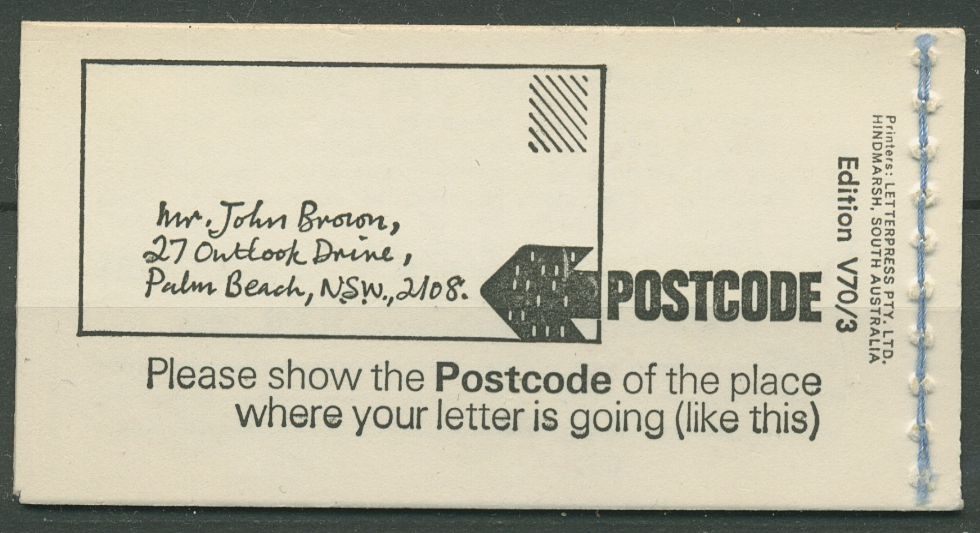 Mr. John Brown,
27 Outlook Drive,
Palm Beach, N.S.W., 2108.
POSTCODE
Please show the Postcode of the place
where your letter is going (like this)
Edition V70/3
Printers: LETTERPRESS PTY. LTD.
HINDMARSH, SOUTH AUSTRALIA